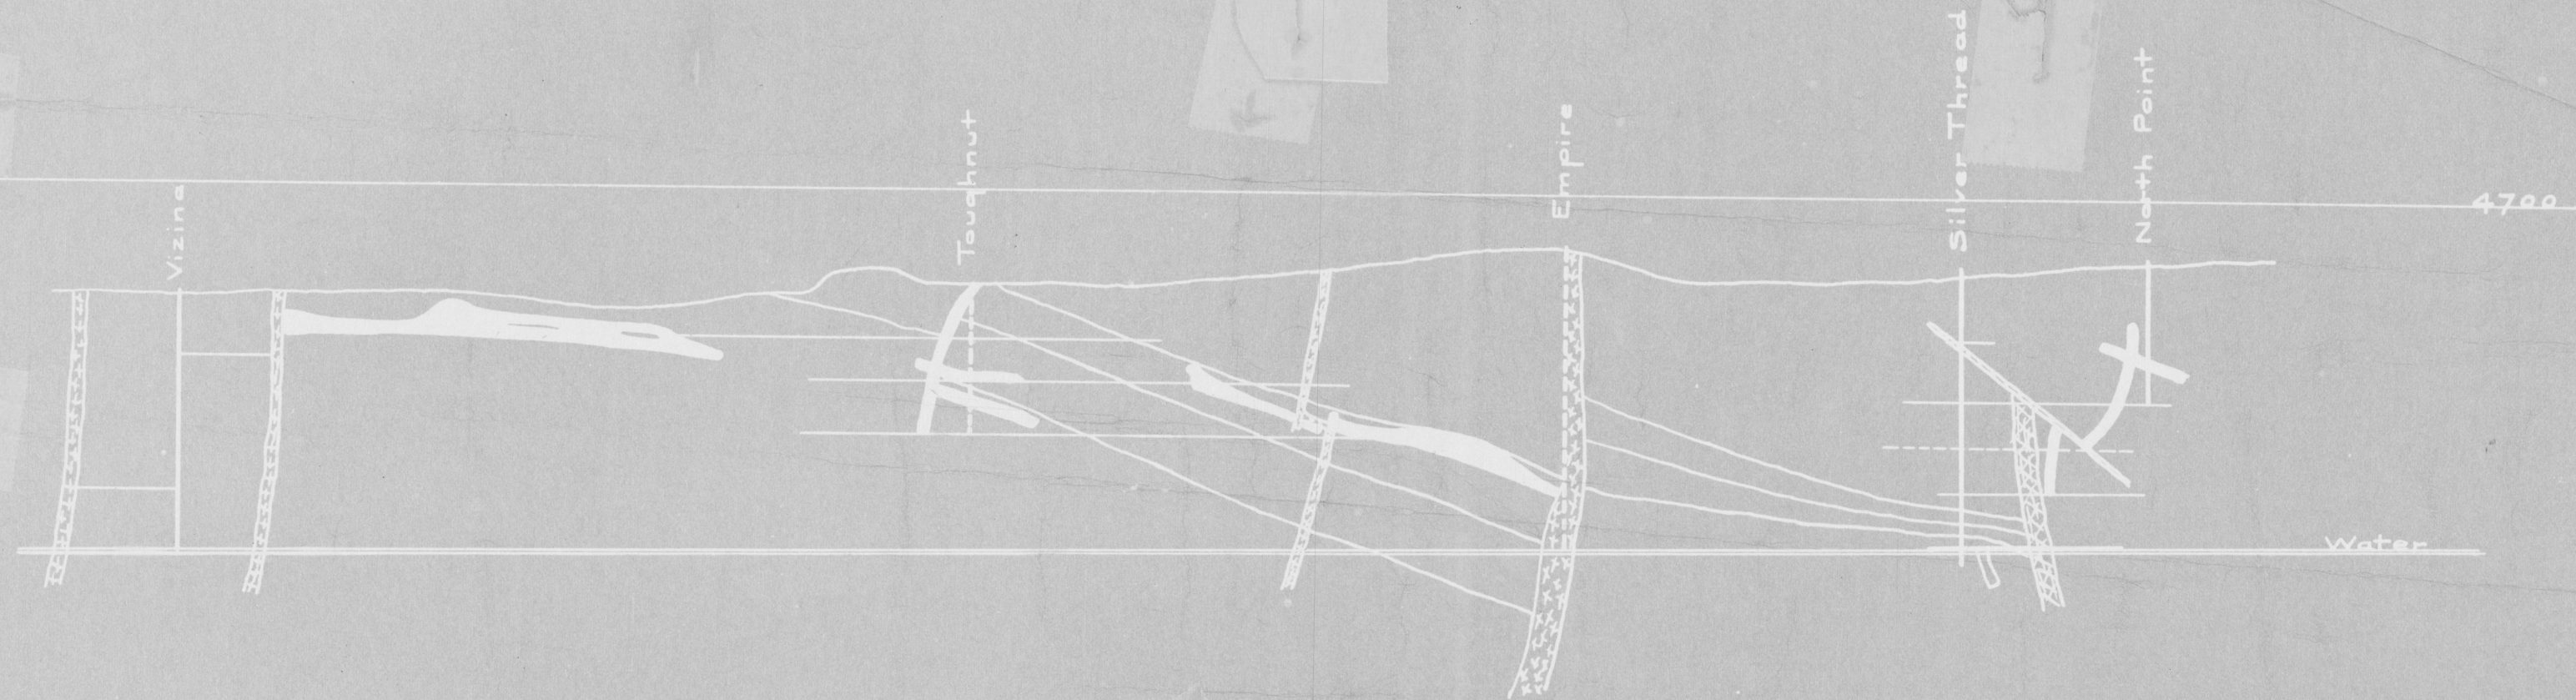 Vizina
Toughnut
Empire
Silver Thread
North Point
4700
Water